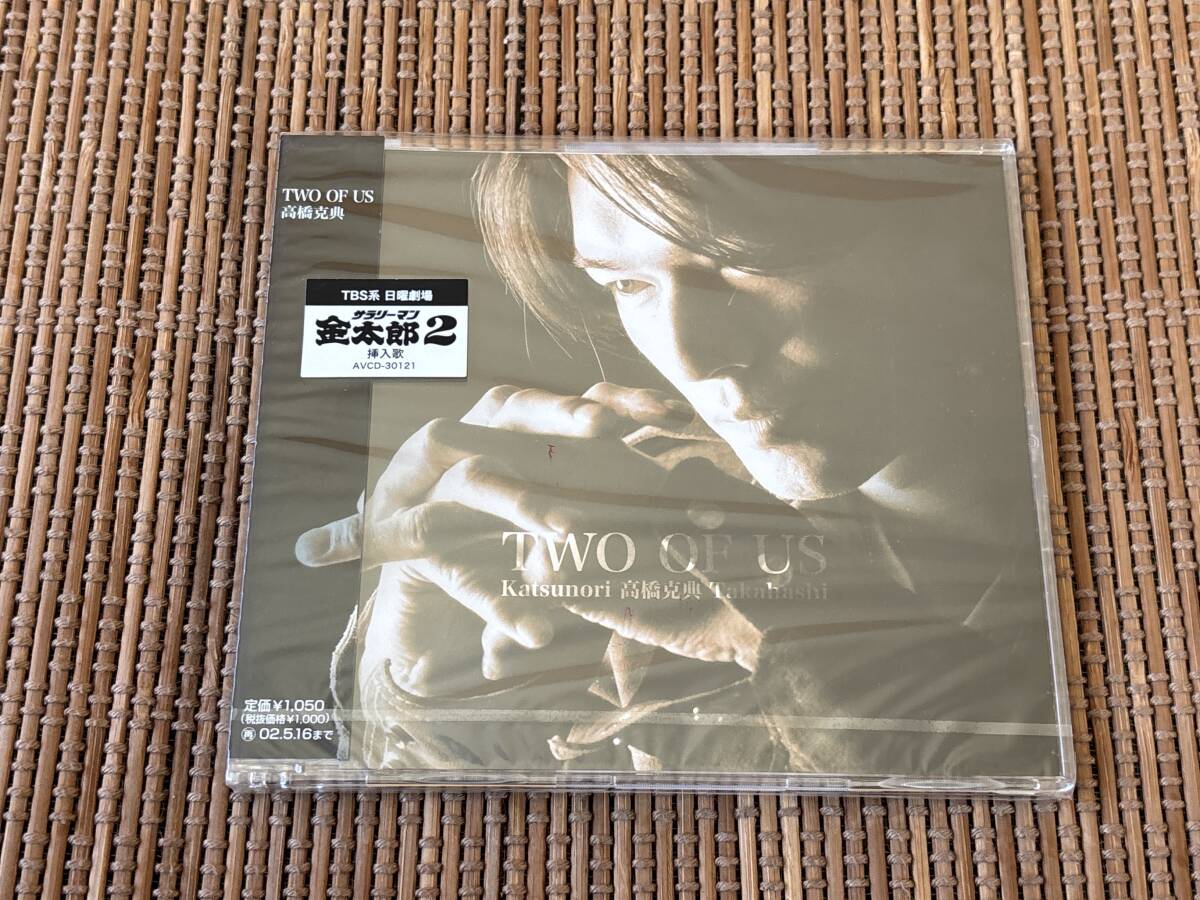 TWO OF US
高橋克典
TBS系 日曜劇場
サラリーマン
金太郎2
挿入歌
AVCD-30121
TWO OF US
Katsunori 高橋克典 Takahashi
定価¥1,050
(税抜価格¥1,000)
再 02.5.16まで